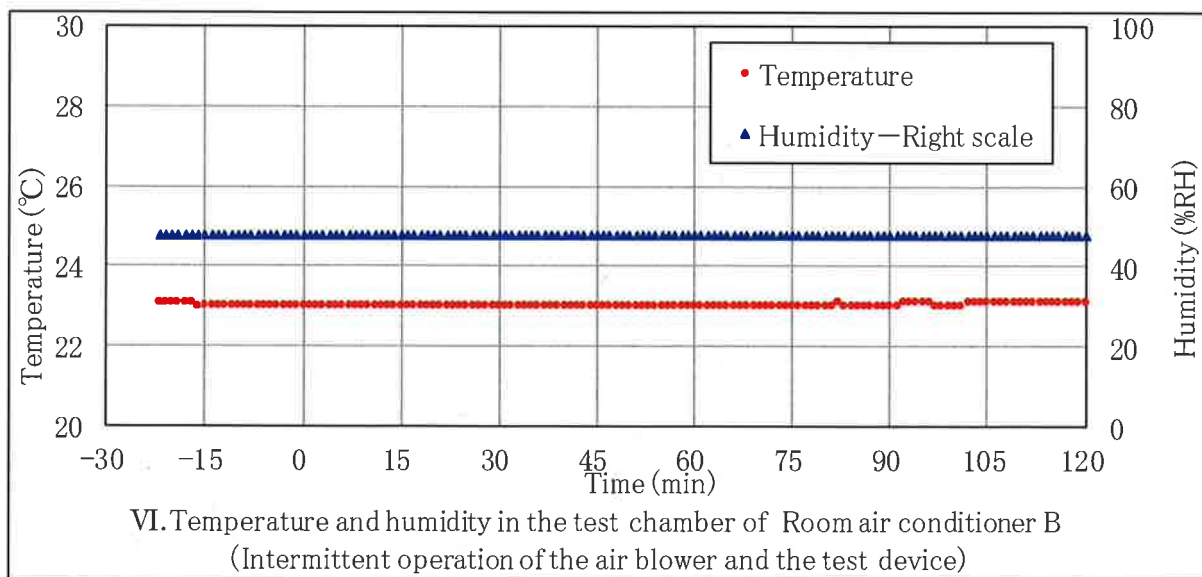 30
28
26
24
22
20
Temperature(℃)
100
80
60
40
20
0
Humidity (%RH)
Temperature
Humidity－Right scale
−30 −15 0 15 30 45 60 75 90 105 120
Time(min)
Ⅵ.Temperature and humidity in the test chamber of Room air conditioner B
(Intermittent operation of the air blower and the test device)